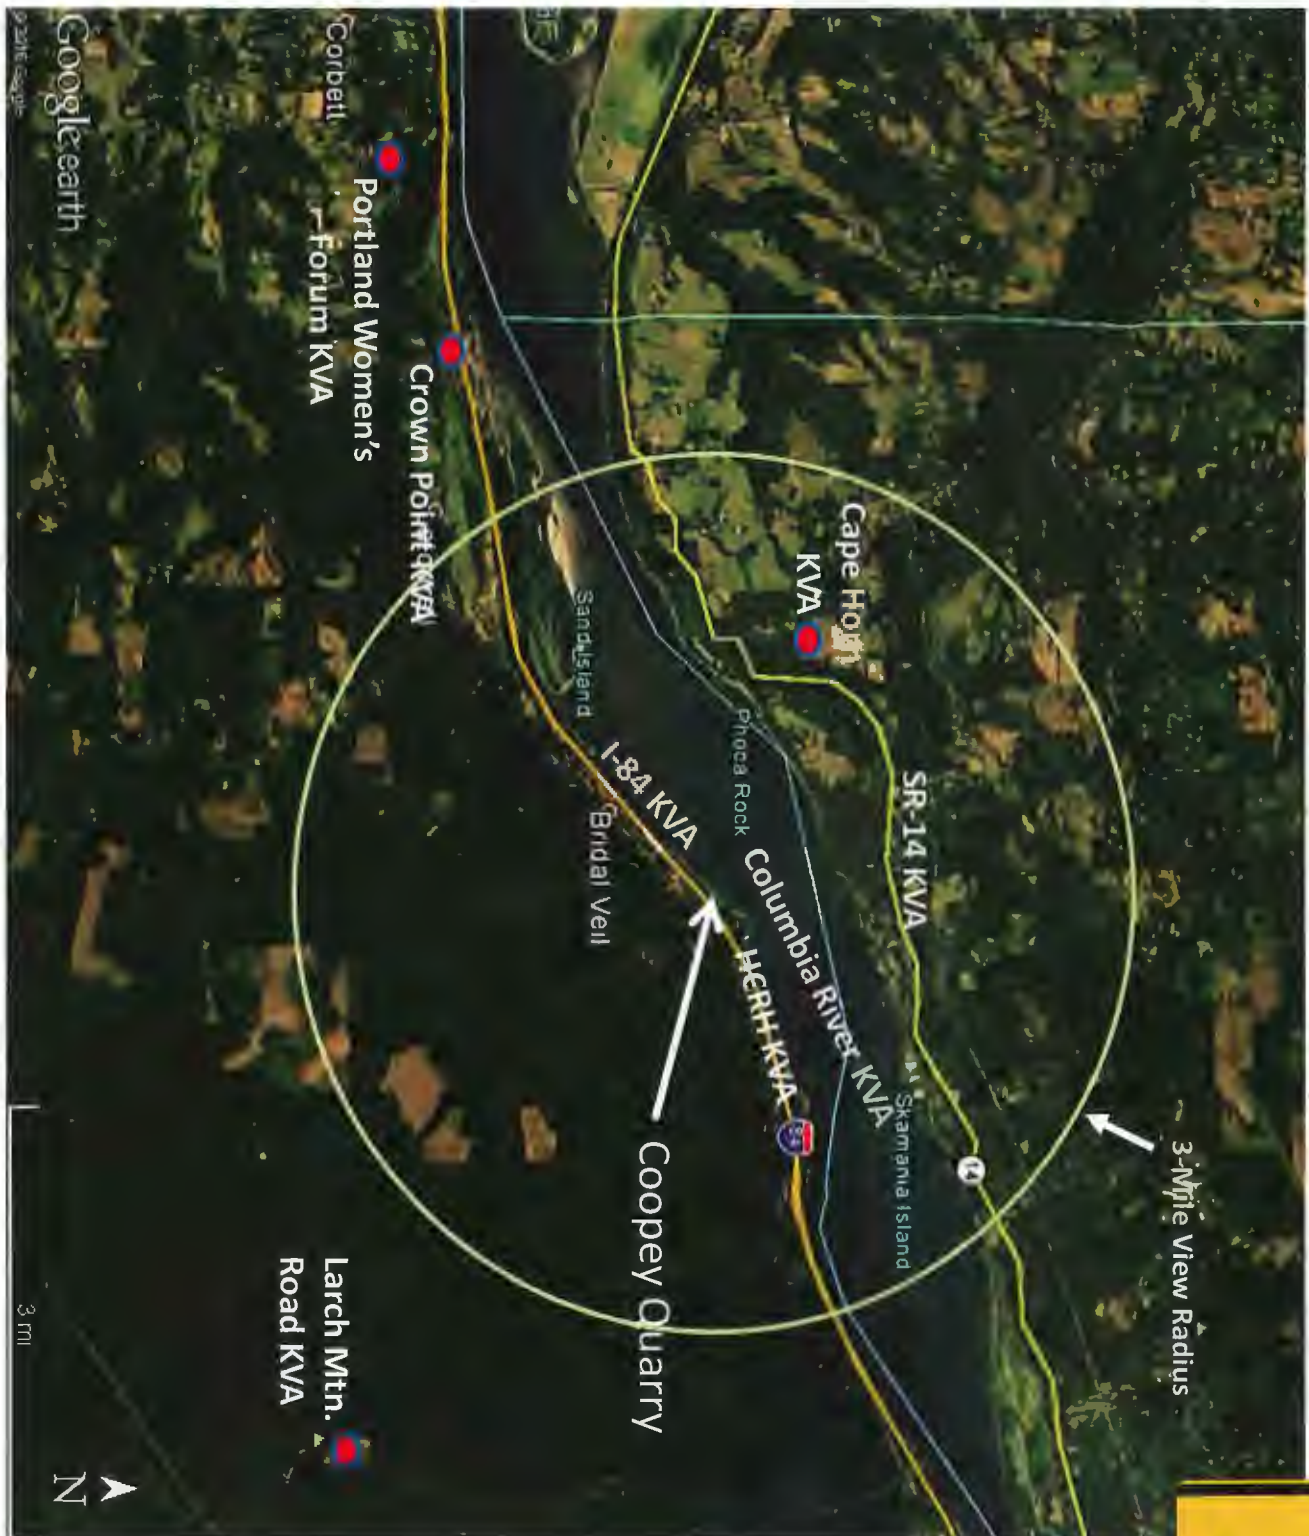 3-Mile View Radius
Cape Horn
KVA
SR-14 KVA
14
Skamania Island
Phoca Rock
Columbia River KVA
I-84 KVA
HCRH KVA
84
Sand Island
Bridal Veil
Coopey Quarry
Crown Point KVA
Portland Women's
Forum KVA
Corbett
Larch Mtn.
Road KVA
Google earth
3 mi
N